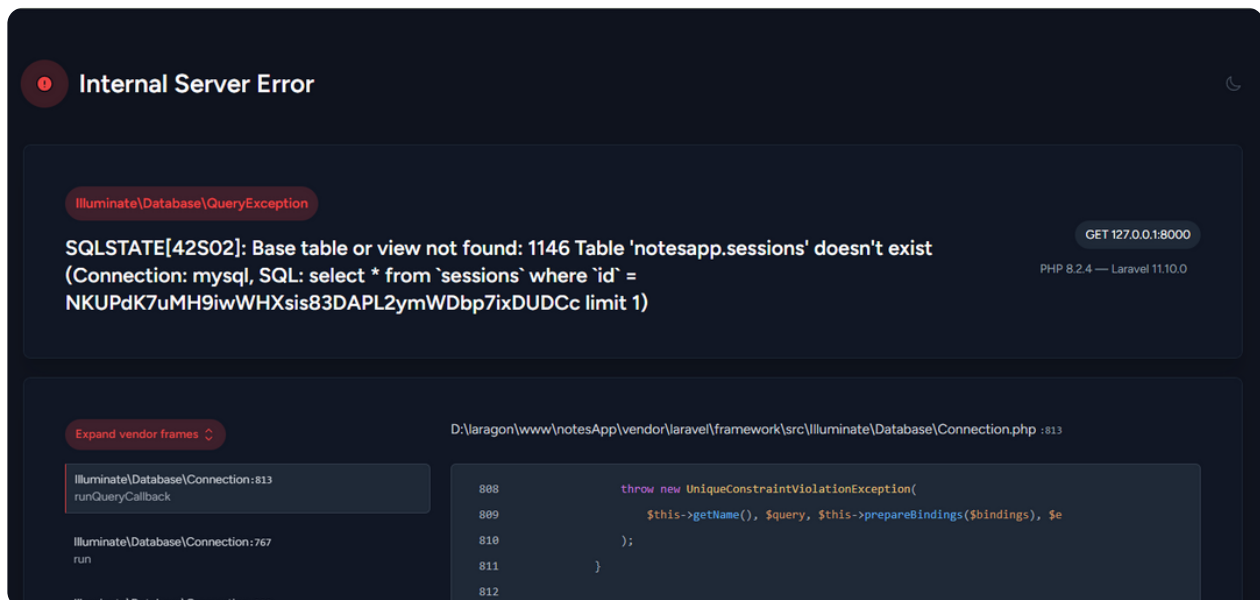 Internal Server Error
Illuminate\Database\QueryException
SQLSTATE[42S02]: Base table or view not found: 1146 Table 'notesapp.sessions' doesn't exist
(Connection: mysql, SQL: select * from `sessions` where `id` =
NKUPdK7uMH9iwWHXsis83DAPL2ymWDbp7ixDUDCc limit 1)
GET 127.0.0.1:8000
PHP 8.2.4 — Laravel 11.10.0
Expand vendor frames
Illuminate\Database\Connection:813
runQueryCallback
Illuminate\Database\Connection:767
run
D:\laragon\www\notesApp\vendor\laravel\framework\src\Illuminate\Database\Connection.php :813
808 throw new UniqueConstraintViolationException(
809 $this->getName(), $query, $this->prepareBindings($bindings), $e
810 );
811 }
812